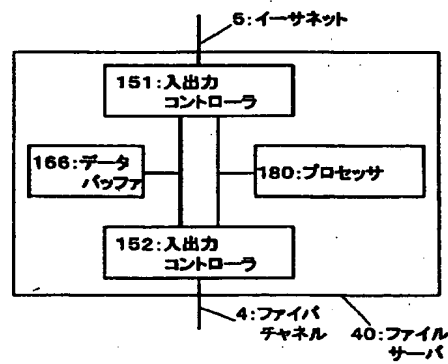 5:イーサネット
151:入出力
コントローラ
166:データ
バッファ
180:プロセッサ
152:入出力
コントローラ
4:ファイバ
チャネル
40:ファイル
サーバ